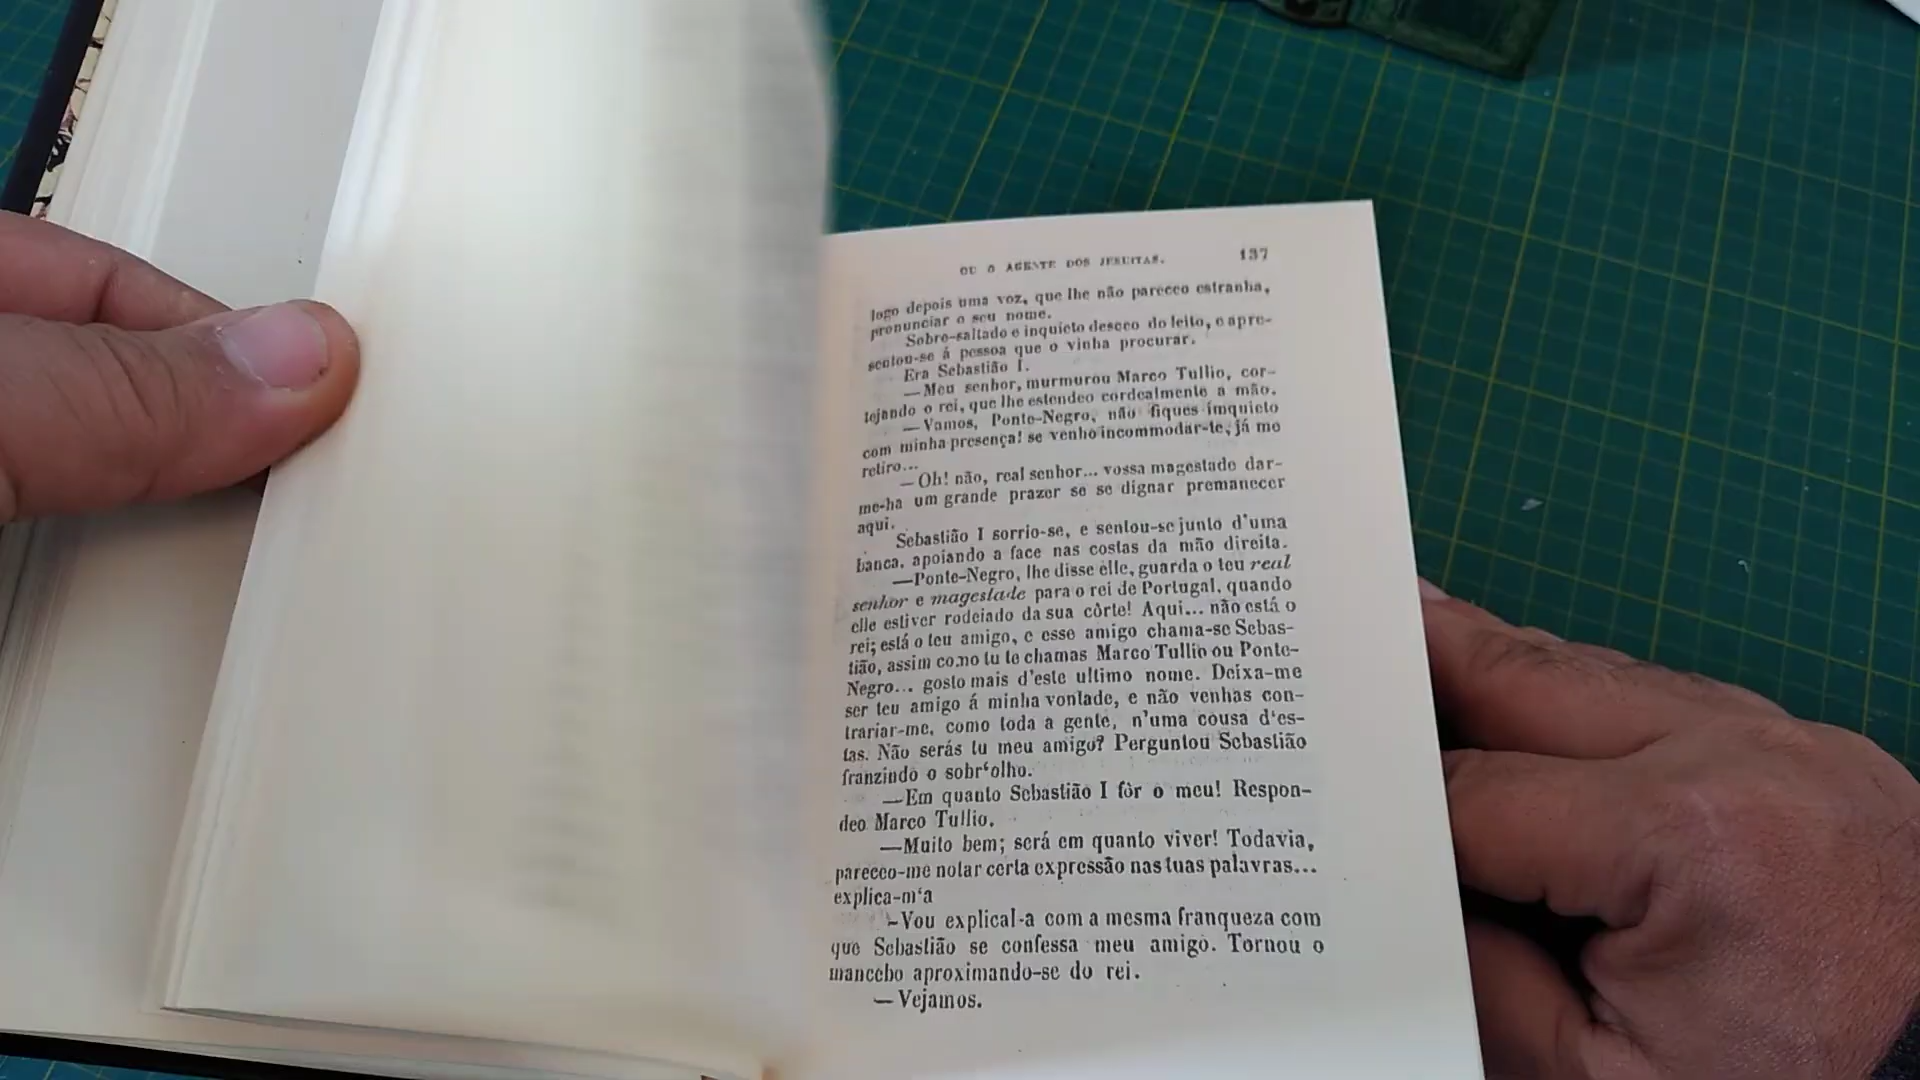 OU O AGENTE DOS JESUITAS. 137
logo depois uma voz, que lhe não pareceo estranha,
pronunciar o seu nome.
Sobre-saltado e inquieto desceo do leito, e apre-
sentou-se á pessoa que o vinha procurar.
Era Sebastião I.
—Meu senhor, murmurou Marco Tullio, cor-
tejando o rei, que lhe estendeo cordealmente a mão.
—Vamos, Ponte-Negro, não fiques imquieto
com minha presença! se venho incommodar-te, já me
retiro...
—Oh! não, real senhor... vossa magestade dar-
me-ha um grande prazer se se dignar premanecer
aqui.
Sebastião I sorrio-se, e sentou-se junto d'uma
banca, apoiando a face nas costas da mão direita.
—Ponte-Negro, lhe disse elle, guarda o teu real
senhor e magestade para o rei de Portugal, quando
elle estiver rodeiado da sua côrte! Aqui... não está o
rei; está o teu amigo, e esse amigo chama-se Sebas-
tião, assim como tu te chamas Marco Tullio ou Ponte-
Negro... gosto mais d'este ultimo nome. Deixa-me
ser teu amigo á minha vontade, e não venhas con-
trariar-me, como toda a gente, n'uma cousa d'es-
tas. Não serás tu meu amigo? Perguntou Sebastião
franzindo o sobr‘olho.
—Em quanto Sebastião I fôr o meu! Respon-
deo Marco Tullio.
—Muito bem; será em quanto viver! Todavia,
pareceo-me notar certa expressão nas tuas palavras...
explica-m‘a
-Vou explical-a com a mesma franqueza com
que Sebastião se confessa meu amigo. Tornou o
mancebo aproximando-se do rei.
—Vejamos.